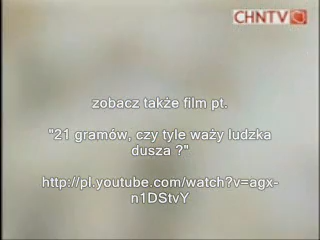 CHNTV
zobacz także film pt.
"21 gramów, czy tyle waży ludzka
dusza ?"
http://pl.youtube.com/watch?v=agx-
n1DStvY